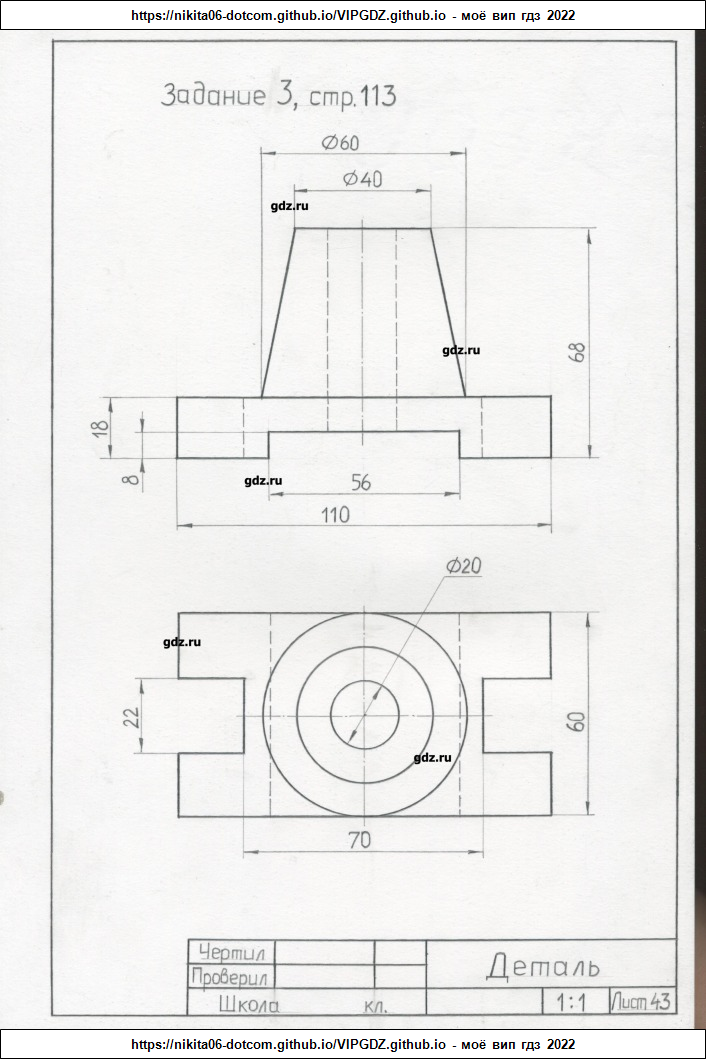 https://nikita06-dotcom.github.io/VIPGDZ.github.io - моё вип гдз 2022
Задание 3, стр.113
Ø60
Ø40
gdz.ru
68
gdz.ru
18
8
gdz.ru
56
110
Ø20
gdz.ru
22
60
gdz.ru
70
Чертил
Проверил
Деталь
Школа кл. 1:1 Лист 43
https://nikita06-dotcom.github.io/VIPGDZ.github.io - моё вип гдз 2022